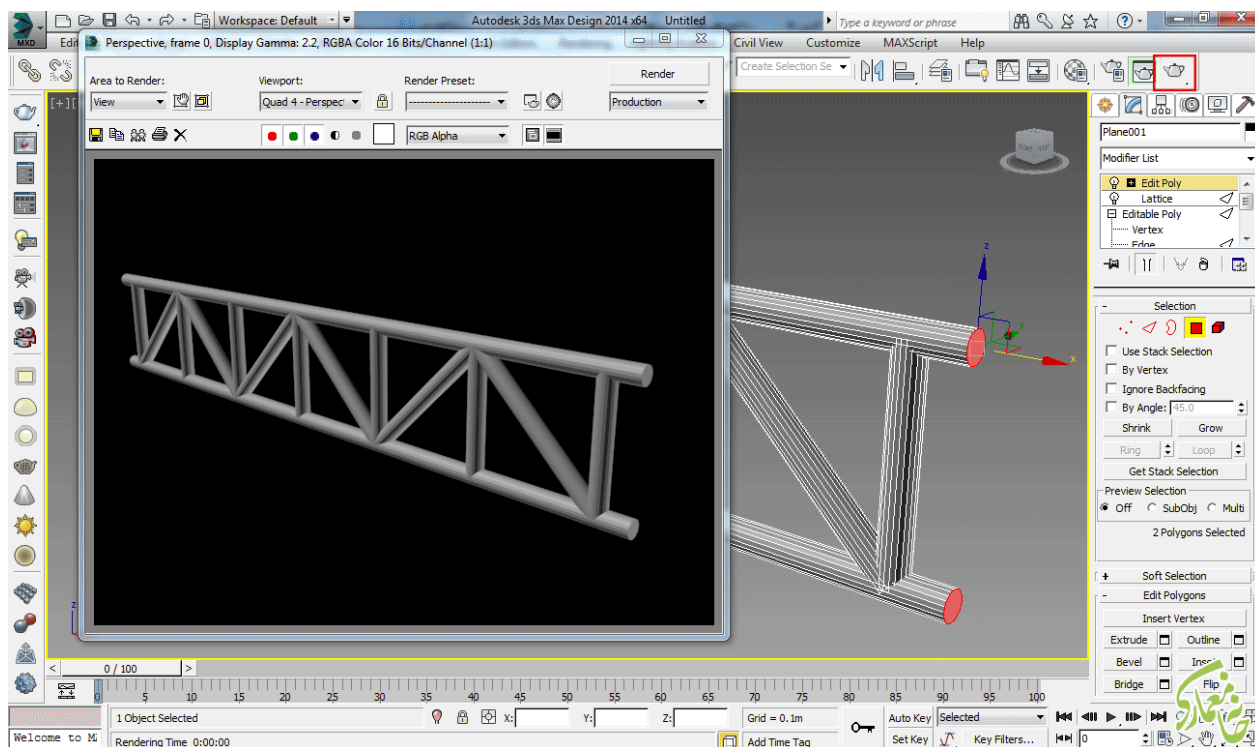 Workspace: Default
Autodesk 3ds Max Design 2014 x64 Untitled
Type a keyword or phrase
MXD
Edit
Civil View Customize MAXScript Help
Perspective, frame 0, Display Gamma: 2.2, RGBA Color 16 Bits/Channel (1:1)
Area to Render:
Viewport:
Render Preset:
Render
View
Quad 4 - Perspec
Production
RGB Alpha
Create Selection Se
[+][
z
x
y
z
FRONT
Plane001
Modifier List
Edit Poly
Lattice
Editable Poly
Vertex
Edge
- Selection
Use Stack Selection
By Vertex
Ignore Backfacing
By Angle: 45.0
Shrink Grow
Ring Loop
Get Stack Selection
Preview Selection
Off SubObj Multi
2 Polygons Selected
+ Soft Selection
- Edit Polygons
Insert Vertex
Extrude Outline
Bevel
Bridge Flip
< 0 / 100 >
0 5 10 15 20 25 30 35 40 45 50 55 60 65 70 75 80 85 90 95 100
1 Object Selected
X: Y: Z:
Grid = 0.1m
Auto Key Selected
Welcome to M
Rendering Time 0:00:00
Add Time Tag
Set Key Key Filters...
0